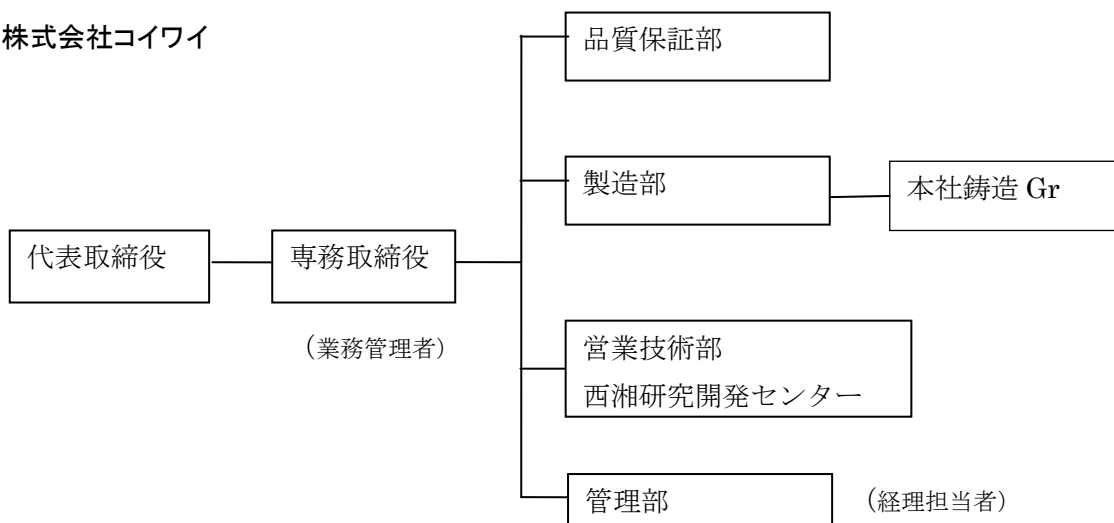 株式会社コイワイ
品質保証部
製造部
本社鋳造 Gr
代表取締役
専務取締役
(業務管理者)
営業技術部
西湘研究開発センター
管理部
(経理担当者)